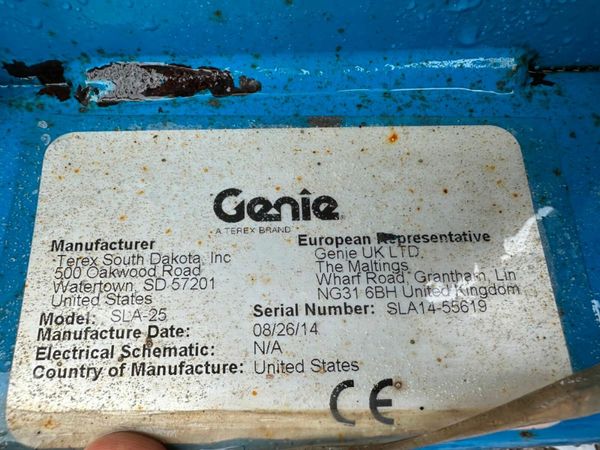 Genie
A TEREX BRAND
Manufacturer
Terex South Dakota, Inc
500 Oakwood Road
Watertown, SD 57201
United States
European Representative
Genie UK LTD
The Maltings
Wharf Road, Grantham, Lin
NG31 6BH United Kingdom
Model: SLA-25
Serial Number: SLA14-55619
Manufacture Date: 08/26/14
Electrical Schematic: N/A
Country of Manufacture: United States
CE